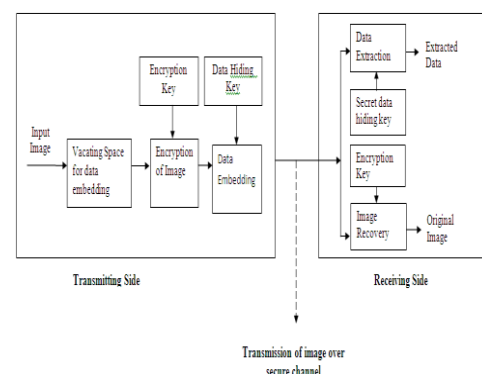 Input
Image
Vacating Space
for data
embedding
Encryption
Key
Encryption
of Image
Data Hiding
Key
Data
Embedding
Transmitting Side
Data
Extraction
Extracted
Data
Secret data
hiding key
Encryption
Key
Image
Recovery
Original
Image
Receiving Side
Transmission of image over
secure channel